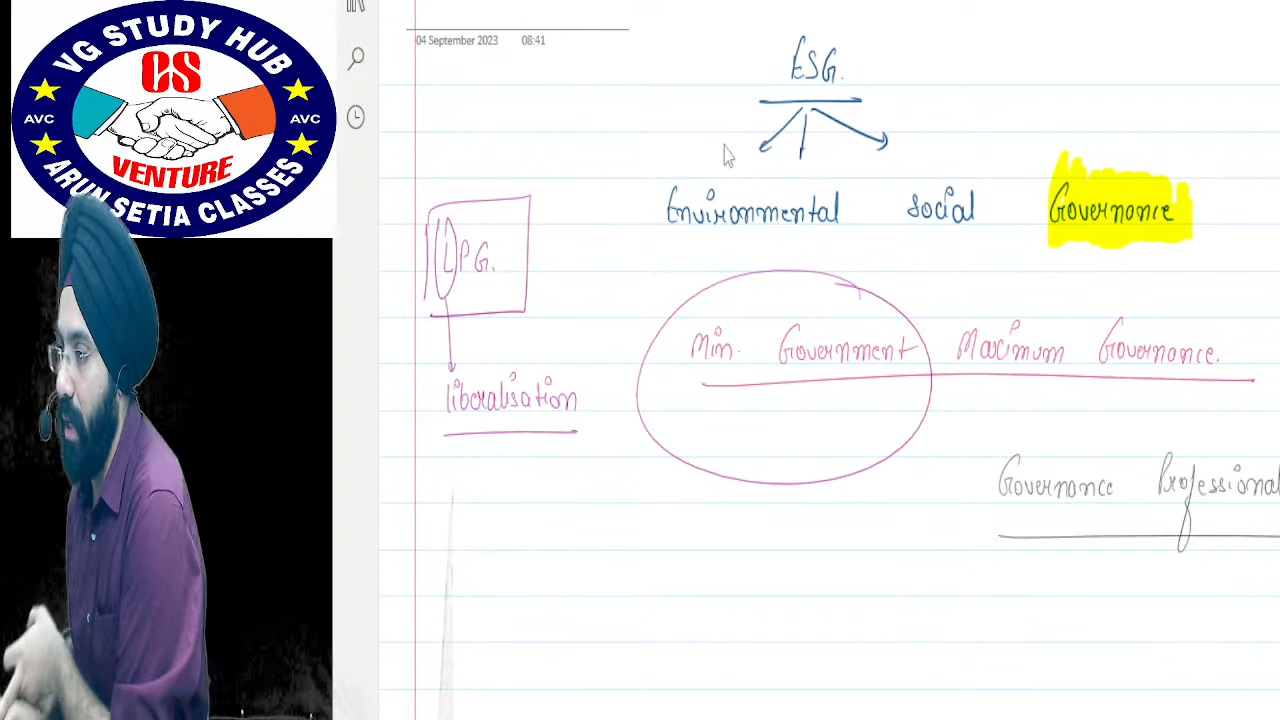 VG STUDY HUB
CS
AVC
AVC
VENTURE
ARUN SETIA CLASSES
04 September 2023 08:41
ESG.
Environmental Social Governance
LPG.
Min. Government Maximum Governance.
liberalisation
Governance Professional